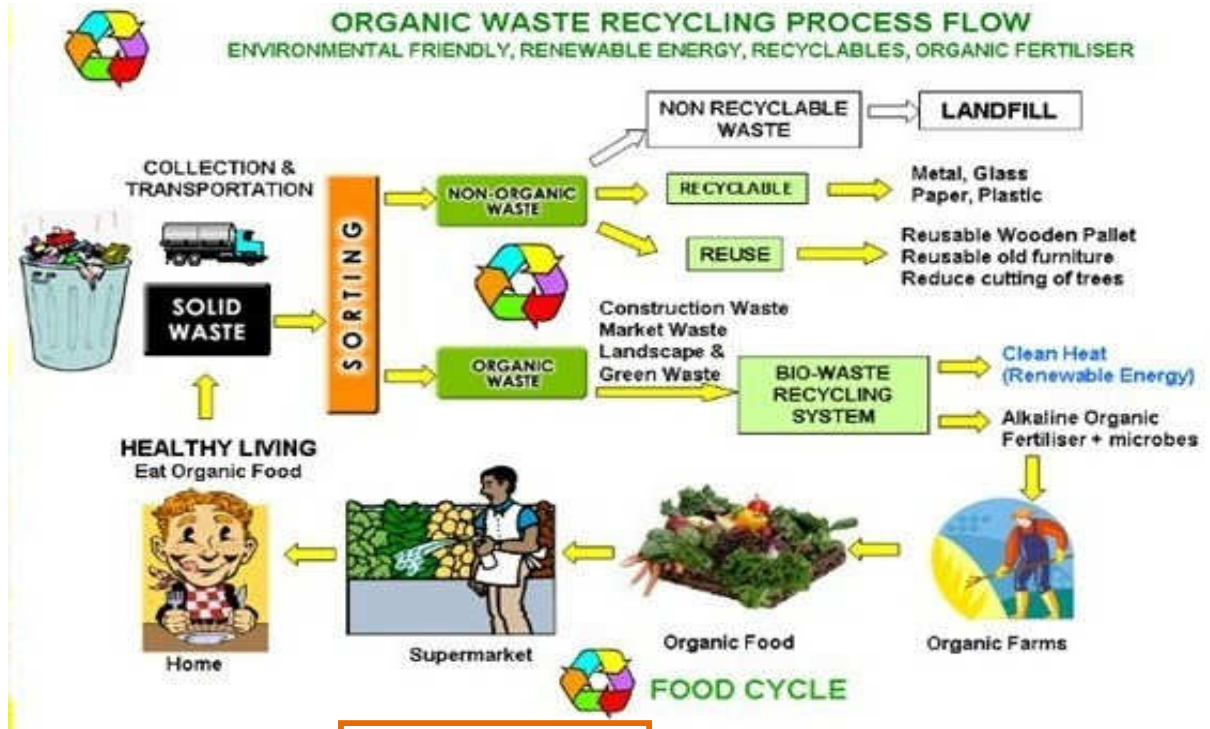 ORGANIC WASTE RECYCLING PROCESS FLOW
ENVIRONMENTAL FRIENDLY, RENEWABLE ENERGY, RECYCLABLES, ORGANIC FERTILISER
NON RECYCLABLE
WASTE
LANDFILL
COLLECTION &
TRANSPORTATION
SOLID
WASTE
SORTING
NON-ORGANIC
WASTE
RECYCLABLE
Metal, Glass
Paper, Plastic
REUSE
Reusable Wooden Pallet
Reusable old furniture
Reduce cutting of trees
ORGANIC
WASTE
Construction Waste
Market Waste
Landscape &
Green Waste
BIO-WASTE
RECYCLING
SYSTEM
Clean Heat
(Renewable Energy)
Alkaline Organic
Fertiliser + microbes
HEALTHY LIVING
Eat Organic Food
Home
Supermarket
Organic Food
Organic Farms
FOOD CYCLE